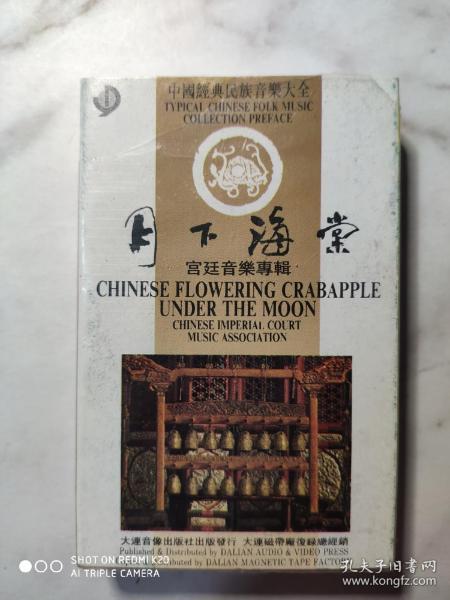 中國經典民族音樂大全
TYPICAL CHINESE FOLK MUSIC
COLLECTION PREFACE
月下海棠
宫廷音樂專輯
CHINESE FLOWERING CRABAPPLE
UNDER THE MOON
CHINESE IMPERIAL COURT
MUSIC ASSOCIATION
大連音像出版社出版發行 大連磁帶廠復録總經銷
Published & Distributed by DALIAN AUDIO & VIDEO PRESS
tributed by DALIAN MAGNETIC TAPE FACTORY
SHOT ON REDMI K20
AI TRIPLE CAMERA
孔夫子旧书网
www.kongfz.com